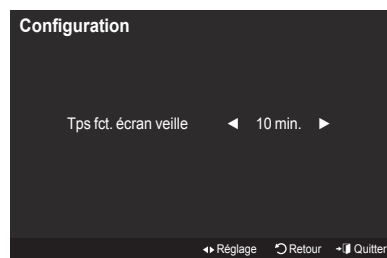 Configuration
Tps fct. écran veille ◀ 10 min. ▶
Réglage Retour Quitter